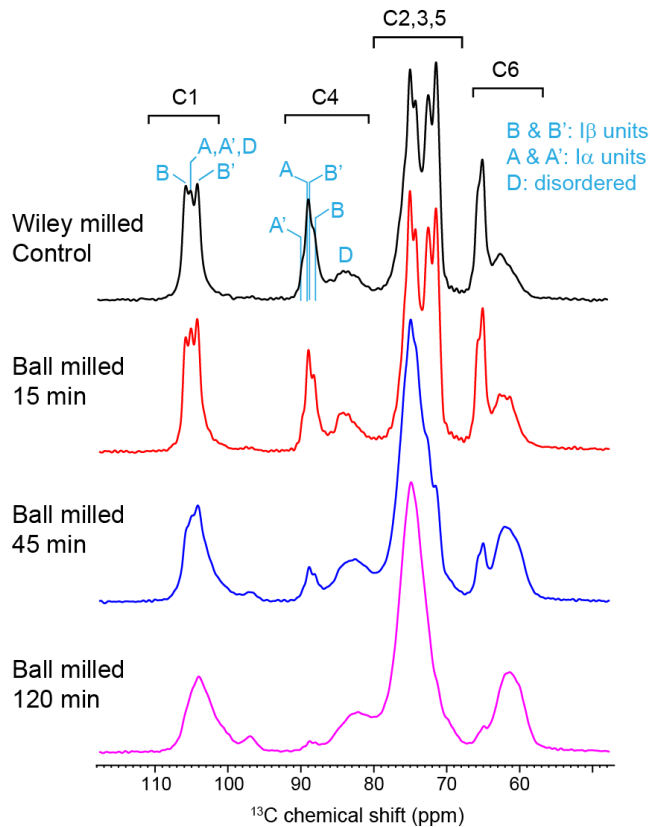 C2,3,5
C1
C4
C6
A,A’,D
B
B’
A
B’
B
A’
D
B & B’: Iβ units
A & A’: Iα units
D: disordered
Wiley milled
Control
Ball milled
15 min
Ball milled
45 min
Ball milled
120 min
110
100
90
80
70
60
¹³C chemical shift (ppm)